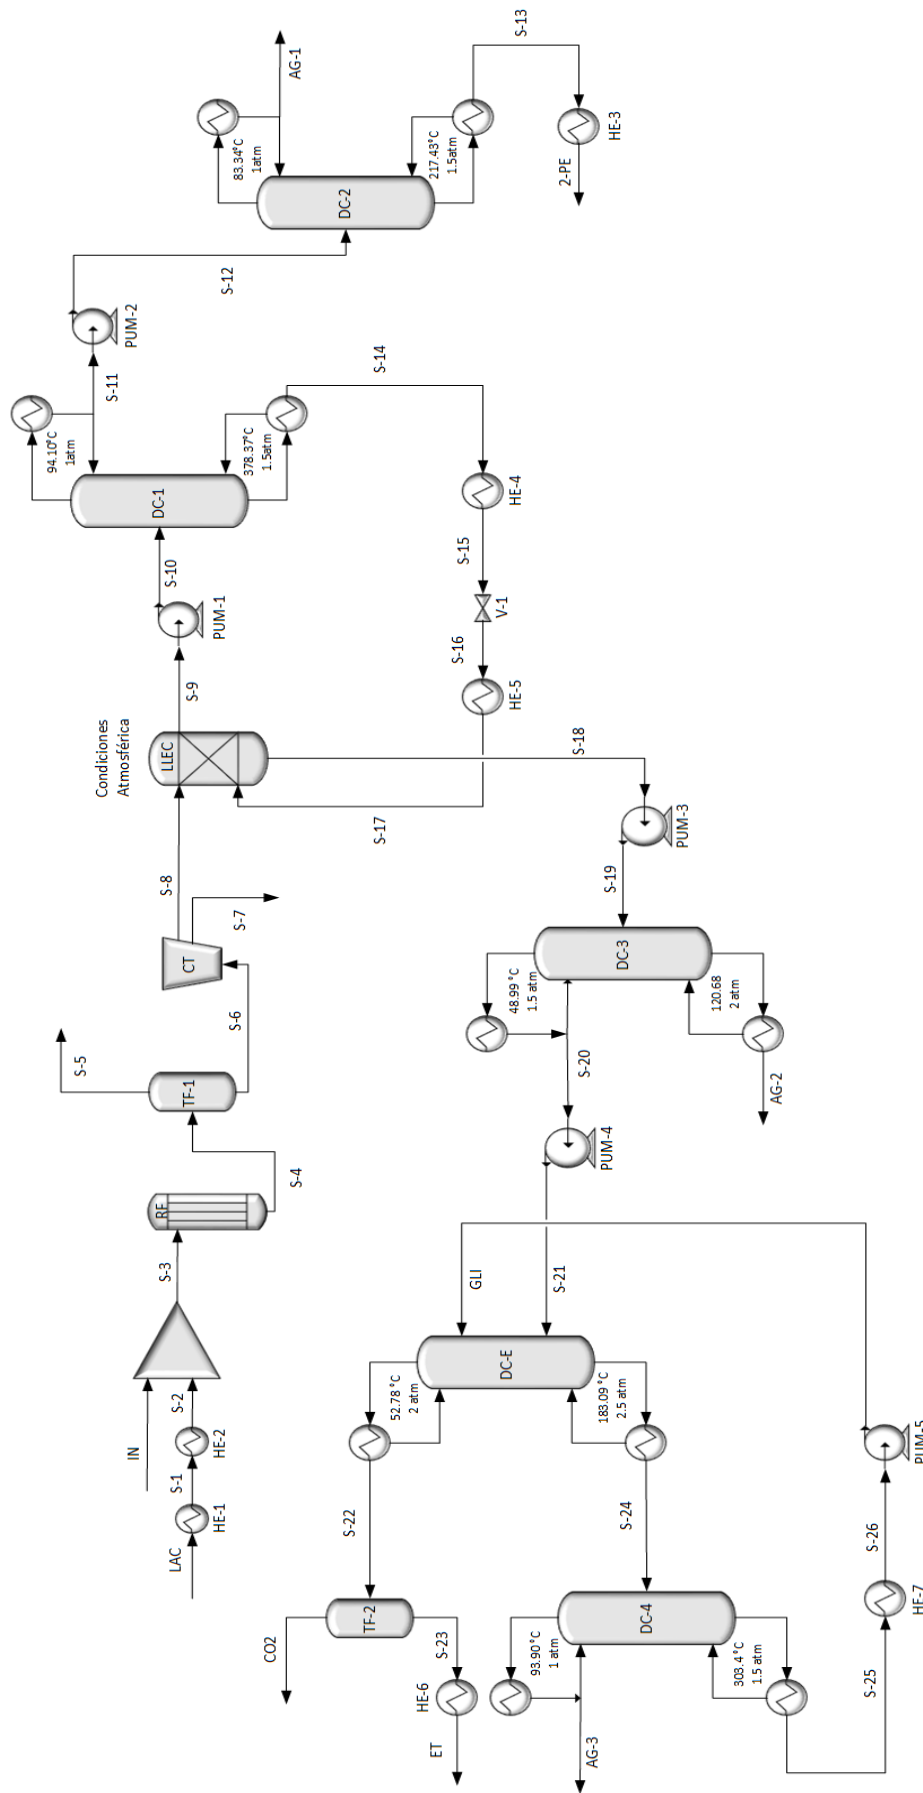 LAC
HE-1
S-1
HE-2
S-2
IN
S-3
RF
S-4
TF-1
S-5
S-6
CT
S-7
S-8
Condiciones
Atmosférica
LLEC
S-9
PUM-1
S-10
DC-1
94.10°C
1atm
378.37°C
1.5atm
S-11
PUM-2
S-12
DC-2
83.34°C
1atm
AG-1
217.43°C
1.5atm
S-13
HE-3
2-PE
S-14
HE-4
S-15
V-1
S-16
HE-5
S-17
S-18
PUM-3
S-19
DC-3
48.99 °C
1.5 atm
120.68
2 atm
AG-2
S-20
PUM-4
S-21
GLI
DC-E
52.78 °C
2 atm
183.09 °C
2.5 atm
S-22
TF-2
CO2
S-23
HE-6
ET
S-24
DC-4
93.90 °C
1 atm
AG-3
303.4 °C
1.5 atm
S-25
HE-7
S-26
PUM-5